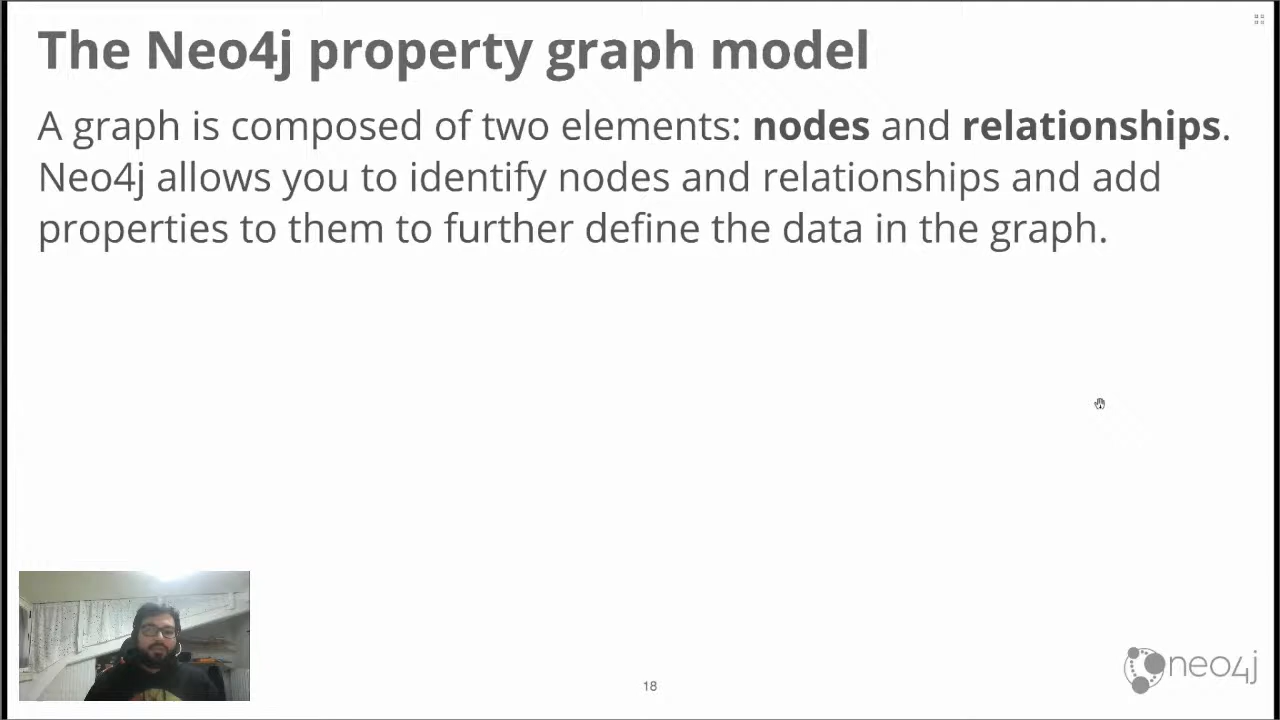 The Neo4j property graph model
A graph is composed of two elements: nodes and relationships.
Neo4j allows you to identify nodes and relationships and add
properties to them to further define the data in the graph.
18
neo4j